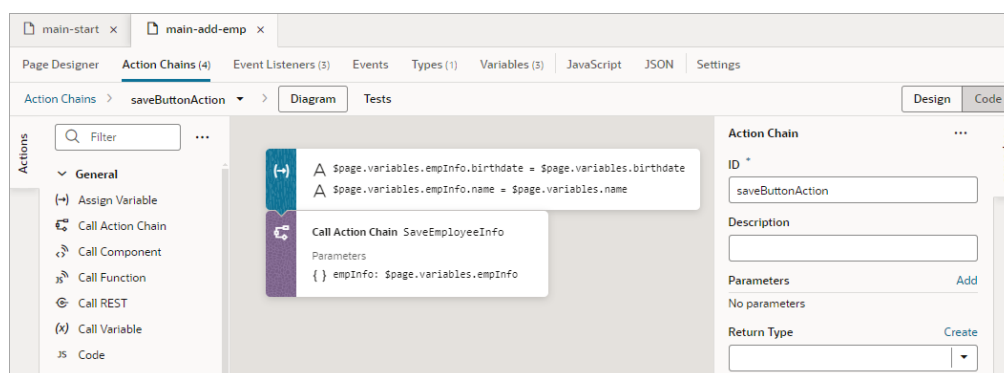 main-start ×
main-add-emp ×
Page Designer
Action Chains (4)
Event Listeners (3)
Events
Types (1)
Variables (3)
JavaScript
JSON
Settings
Action Chains > saveButtonAction > Diagram Tests
Design
Code
Actions
Filter
General
Assign Variable
Call Action Chain
Call Component
Call Function
Call REST
(x) Call Variable
JS Code
A $page.variables.empInfo.birthdate = $page.variables.birthdate
A $page.variables.empInfo.name = $page.variables.name
Call Action Chain SaveEmployeeInfo
Parameters
{ } empInfo: $page.variables.empInfo
Action Chain
ID *
saveButtonAction
Description
Parameters Add
No parameters
Return Type Create